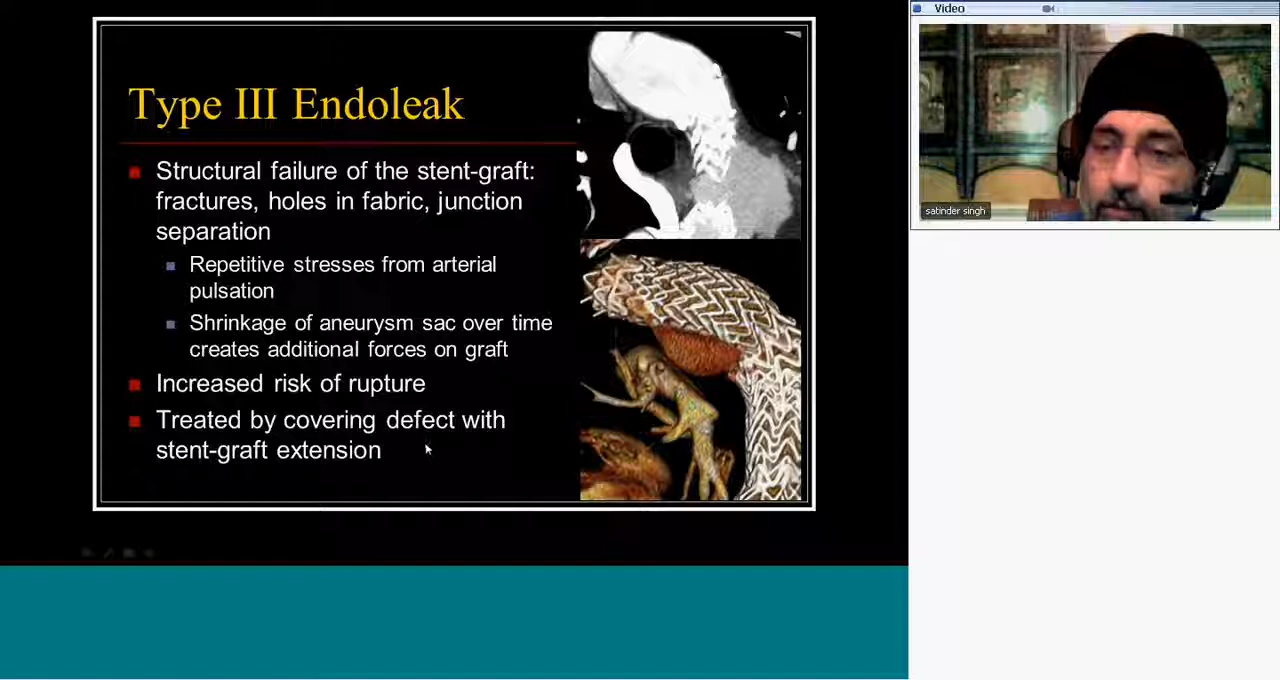 Type III Endoleak
Structural failure of the stent-graft:
fractures, holes in fabric, junction
separation
Repetitive stresses from arterial
pulsation
Shrinkage of aneurysm sac over time
creates additional forces on graft
Increased risk of rupture
Treated by covering defect with
stent-graft extension
Video
satinder singh